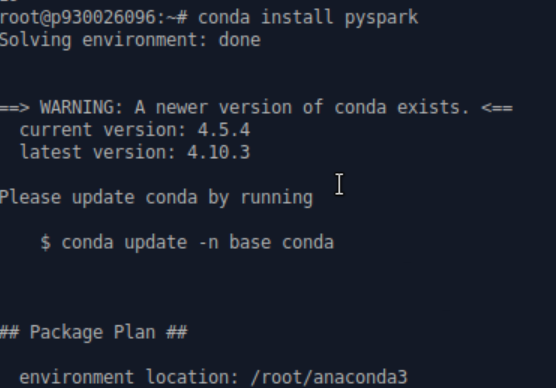 root@p930026096:~# conda install pyspark
Solving environment: done
==> WARNING: A newer version of conda exists. <==
current version: 4.5.4
latest version: 4.10.3
Please update conda by running
$ conda update -n base conda
## Package Plan ##
environment location: /root/anaconda3